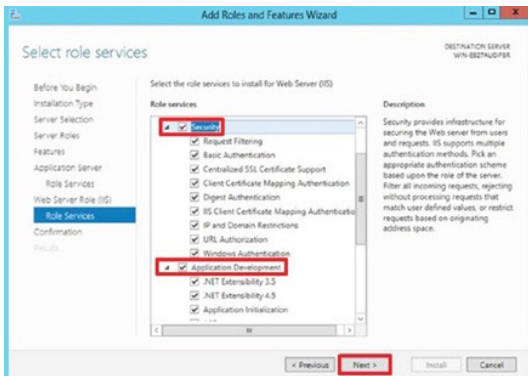 Add Roles and Features Wizard
Select role services
DESTINATION SERVER
Before You Begin
Installation Type
Server Selection
Server Roles
Features
Application Server
Role Services
Web Server Role (IIS)
Role Services
Confirmation
Results
Select the role services to install for Web Server (IIS)
Role services
Security
Request Filtering
Basic Authentication
Centralized SSL Certificate Support
Client Certificate Mapping Authentication
Digest Authentication
IIS Client Certificate Mapping Authenticatio
IP and Domain Restrictions
URL Authorization
Windows Authentication
Application Development
.NET Extensibility 3.5
.NET Extensibility 4.5
Application Initialization
Description
Security provides infrastructure for
securing the Web server from users
and requests. IIS supports multiple
authentication methods. Pick an
appropriate authentication scheme
based upon the role of the server.
Filter all incoming requests, rejecting
without processing requests that
match user defined values, or restrict
requests based on originating
address space.
< Previous
Next >
Install
Cancel